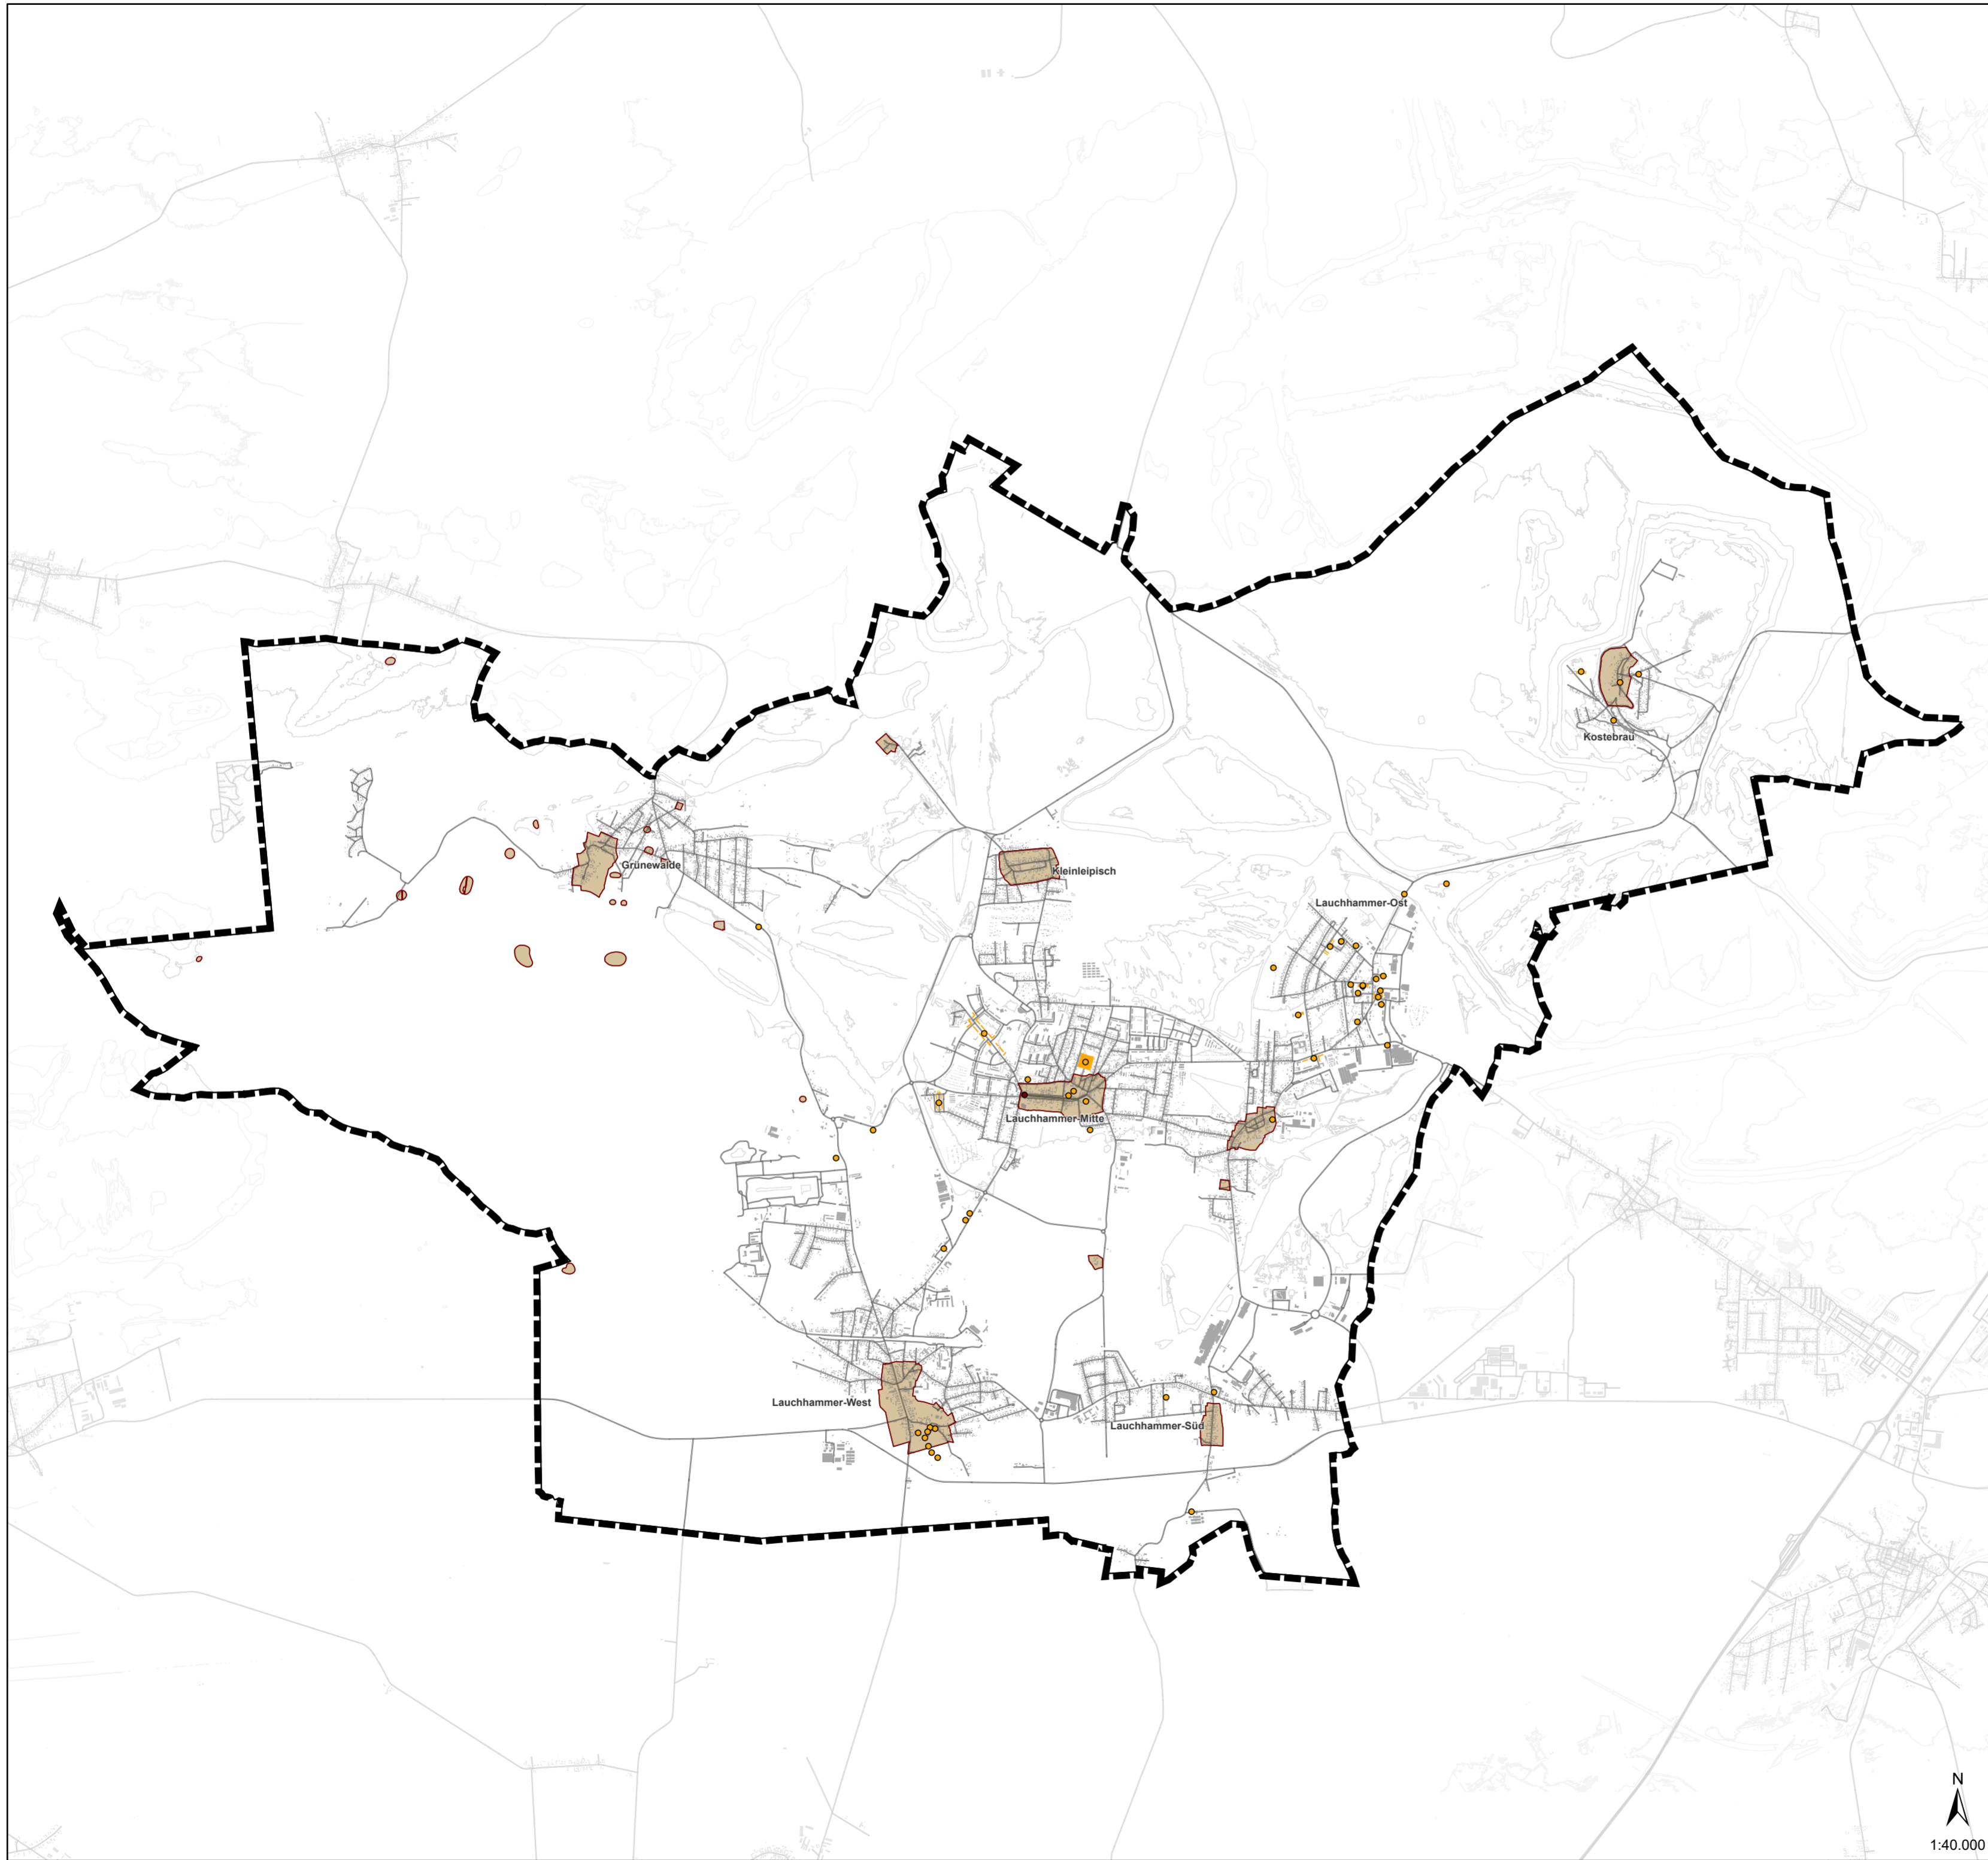 Kostebrau
Grünewalde
Kleinleipisch
Lauchhammer-Ost
Lauchhammer-Mitte
Lauchhammer-West
Lauchhammer-Süd
N
1:40.000